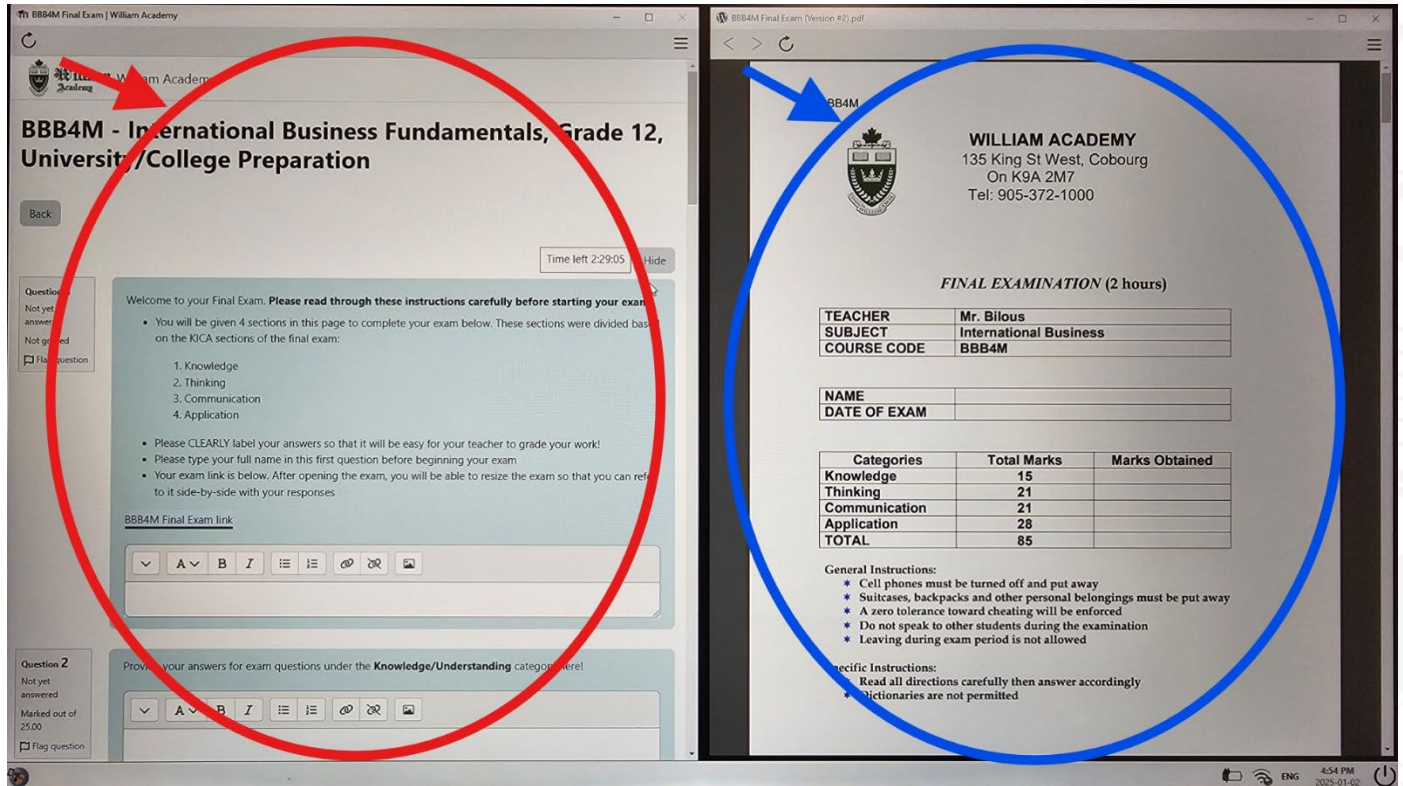 BBB4M Final Exam | William Academy
William Academy
William Academy
BBB4M - International Business Fundamentals, Grade 12,
University/College Preparation
Back
Time left 2:29:05
Hide
Question
Not yet
answered
Not graded
Flag question
Welcome to your Final Exam. Please read through these instructions carefully before starting your exam
• You will be given 4 sections in this page to complete your exam below. These sections were divided based
on the KICA sections of the final exam:
1. Knowledge
2. Thinking
3. Communication
4. Application
• Please CLEARLY label your answers so that it will be easy for your teacher to grade your work!
• Please type your full name in this first question before beginning your exam
• Your exam link is below. After opening the exam, you will be able to resize the exam so that you can refer
to it side-by-side with your responses
BBB4M Final Exam link
A B I
Question 2
Not yet
answered
Marked out of
25.00
Flag question
Provide your answers for exam questions under the Knowledge/Understanding category here!
A B I
BBB4M Final Exam (Version #2).pdf
BBB4M
WILLIAM ACADEMY
135 King St West, Cobourg
On K9A 2M7
Tel: 905-372-1000
FINAL EXAMINATION (2 hours)
TEACHER Mr. Bilous
SUBJECT International Business
COURSE CODE BBB4M
NAME
DATE OF EXAM
Categories Total Marks Marks Obtained
Knowledge 15
Thinking 21
Communication 21
Application 28
TOTAL 85
General Instructions:
* Cell phones must be turned off and put away
* Suitcases, backpacks and other personal belongings must be put away
* A zero tolerance toward cheating will be enforced
* Do not speak to other students during the examination
* Leaving during exam period is not allowed
Specific Instructions:
* Read all directions carefully then answer accordingly
* Dictionaries are not permitted
ENG
4:54 PM
2025-01-02